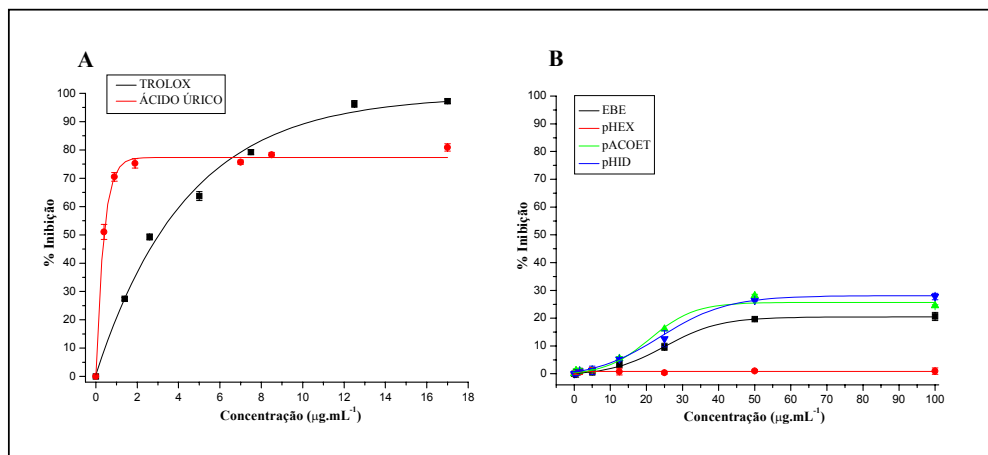 A
TROLOX
ÁCIDO ÚRICO
% Inibição
100
90
80
70
60
50
40
30
20
10
0
0 2 4 6 8 10 12 14 16 18
Concentração (μg.mL⁻¹)
B
EBE
pHEX
pACOET
pHID
% Inibição
100
90
80
70
60
50
40
30
20
10
0
0 10 20 30 40 50 60 70 80 90 100
Concentração (μg.mL⁻¹)